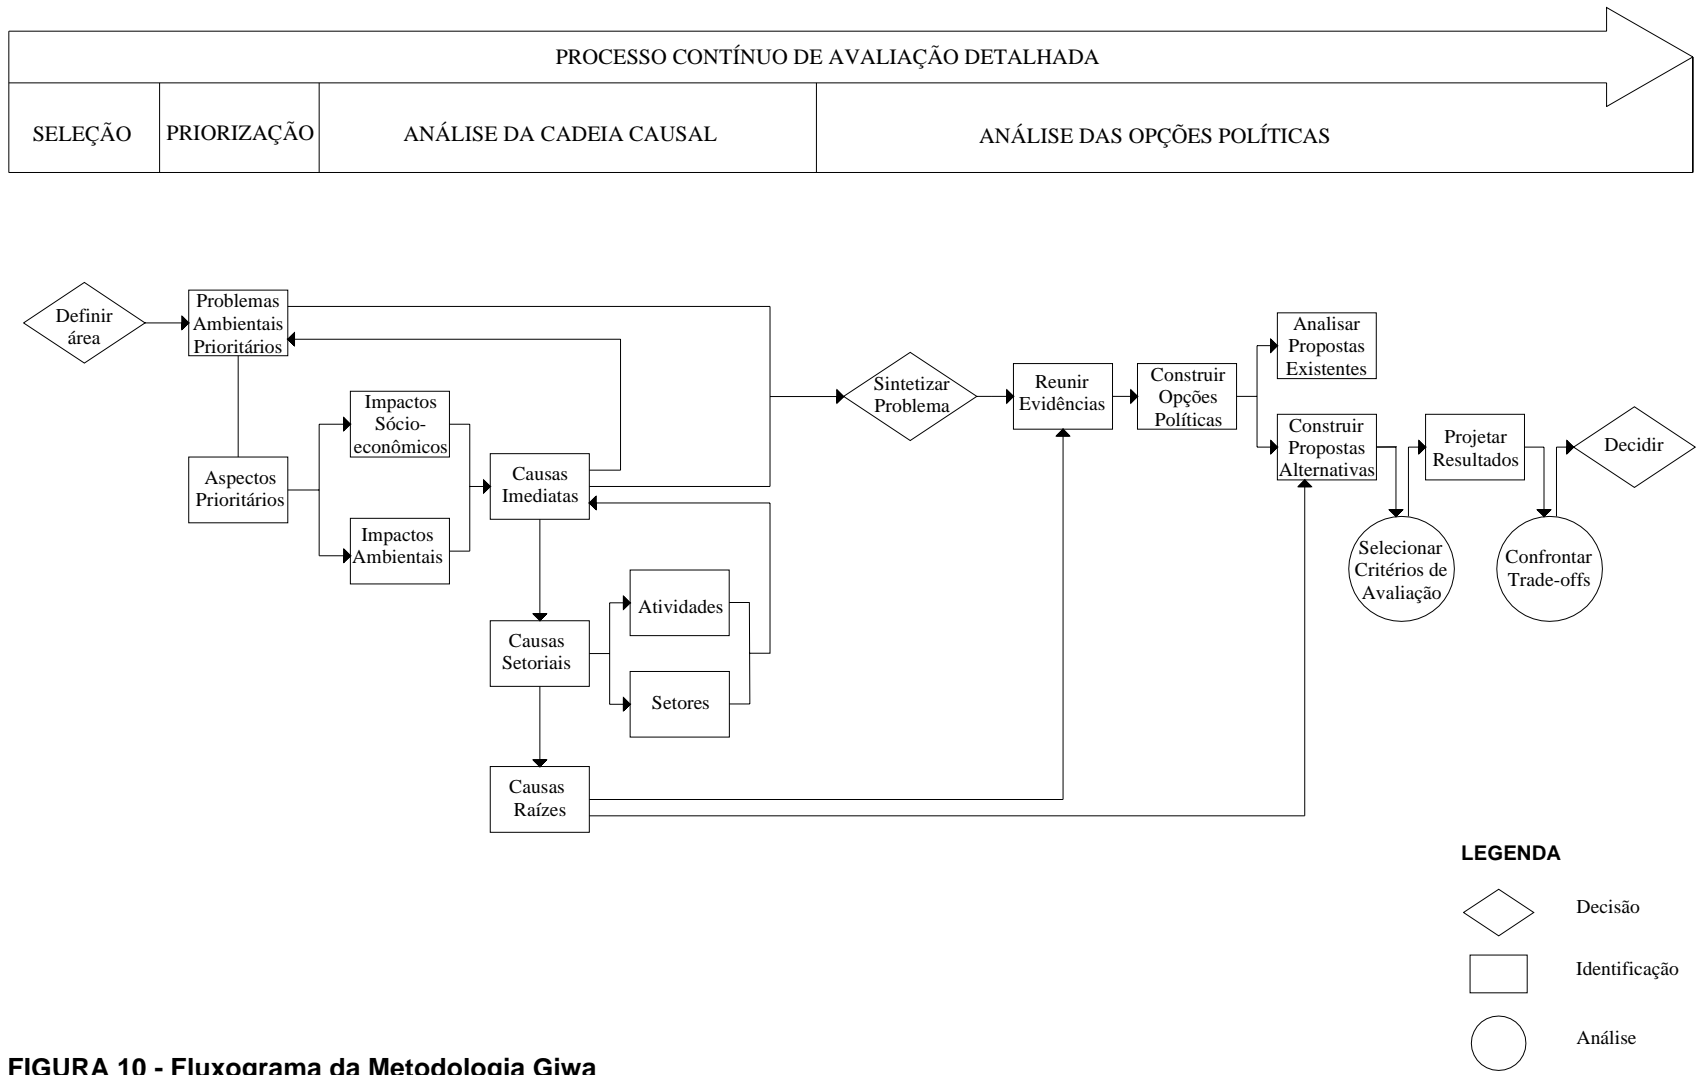 PROCESSO CONTÍNUO DE AVALIAÇÃO DETALHADA
SELEÇÃO
PRIORIZAÇÃO
ANÁLISE DA CADEIA CAUSAL
ANÁLISE DAS OPÇÕES POLÍTICAS
Definir
área
Problemas
Ambientais
Prioritários
Aspectos
Prioritários
Impactos
Sócio-
econômicos
Impactos
Ambientais
Causas
Imediatas
Causas
Setoriais
Atividades
Setores
Causas
Raízes
Sintetizar
Problema
Reunir
Evidências
Construir
Opções
Políticas
Analisar
Propostas
Existentes
Construir
Propostas
Alternativas
Selecionar
Critérios de
Avaliação
Projetar
Resultados
Confrontar
Trade-offs
Decidir
LEGENDA
Decisão
Identificação
Análise
FIGURA 10 - Fluxograma da Metodologia Giwa